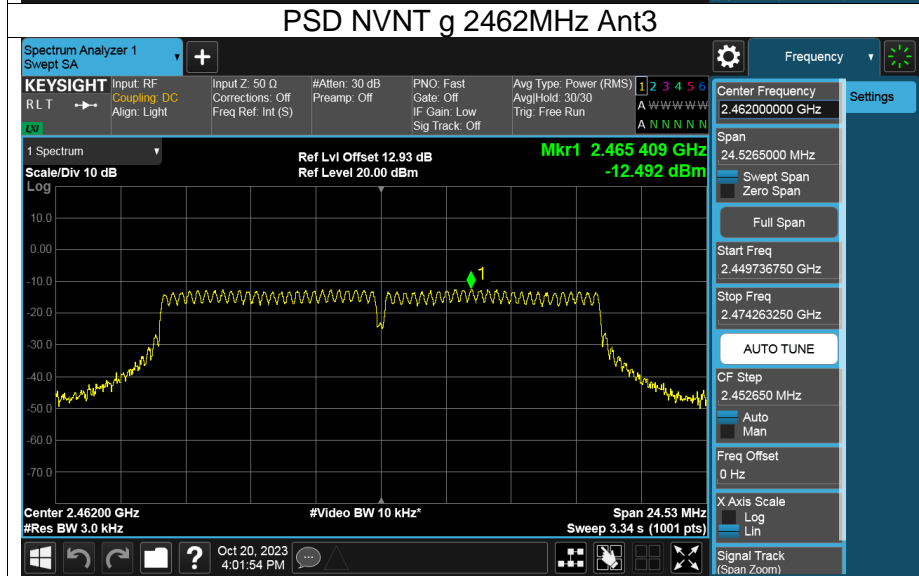 PSD NVNT g 2462MHz Ant3
Spectrum Analyzer 1
Swept SA
+
Frequency
KEYSIGHT
R L T
LXI
Input: RF
Coupling: DC
Align: Light
Input Z: 50 Ω
Corrections: Off
Freq Ref: Int (S)
#Atten: 30 dB
Preamp: Off
PNO: Fast
Gate: Off
IF Gain: Low
Sig Track: Off
Avg Type: Power (RMS)
Avg|Hold: 30/30
Trig: Free Run
1 2 3 4 5 6
A W W W W W
A N N N N N
Center Frequency
2.462000000 GHz
Settings
1 Spectrum
Scale/Div 10 dB
Ref Lvl Offset 12.93 dB
Ref Level 20.00 dBm
Mkr1 2.465 409 GHz
-12.492 dBm
Log
10.0
0.00
-10.0
-20.0
-30.0
-40.0
-50.0
-60.0
-70.0
1
Center 2.46200 GHz
#Res BW 3.0 kHz
#Video BW 10 kHz*
Span 24.53 MHz
Sweep 3.34 s (1001 pts)
Span
24.5265000 MHz
Swept Span
Zero Span
Full Span
Start Freq
2.449736750 GHz
Stop Freq
2.474263250 GHz
AUTO TUNE
CF Step
2.452650 MHz
Auto
Man
Freq Offset
0 Hz
X Axis Scale
Log
Lin
Signal Track
(Span Zoom)
?
Oct 20, 2023
4:01:54 PM